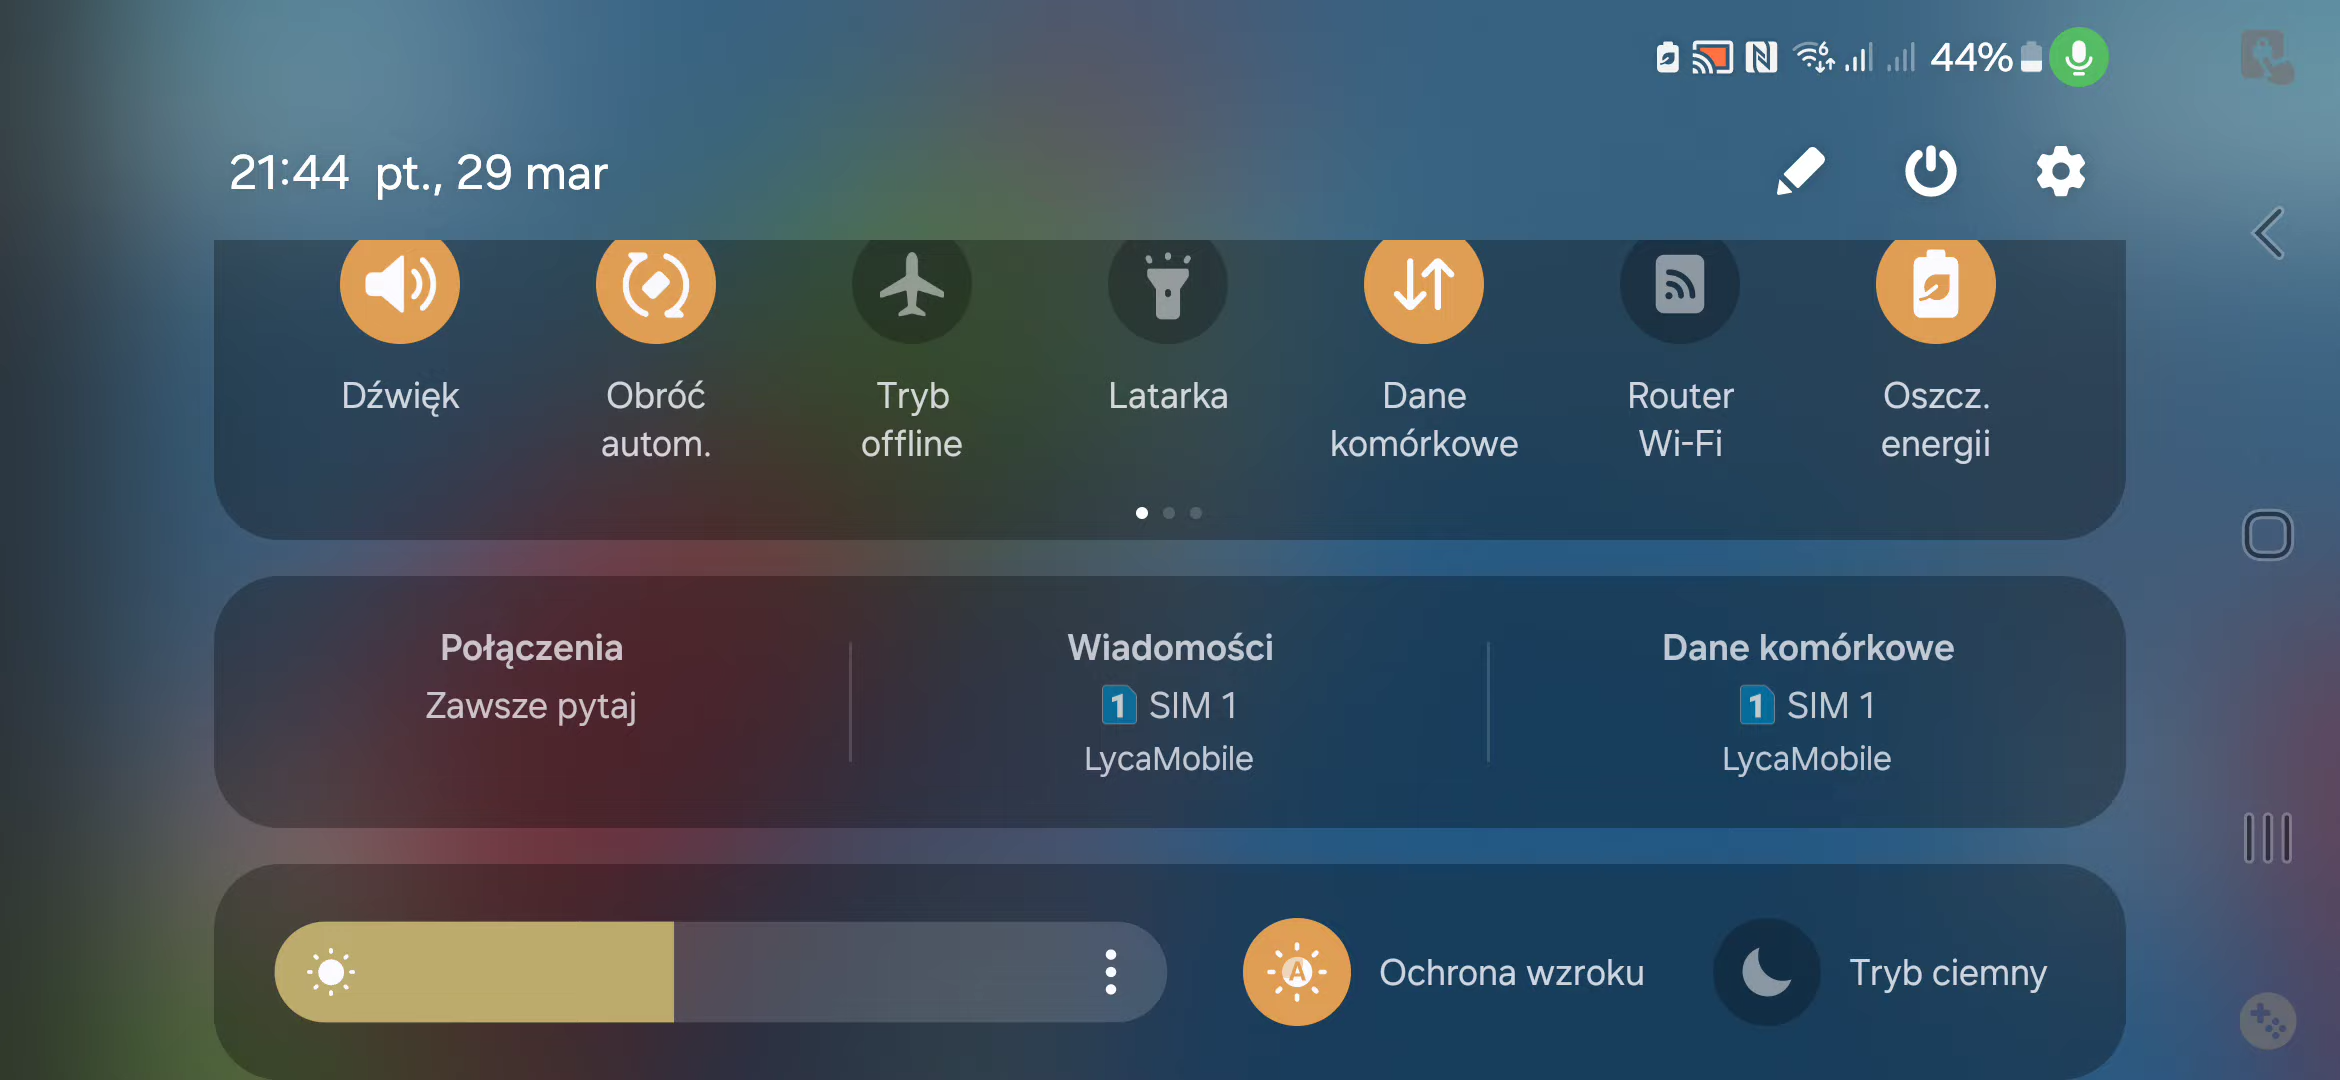 44%
21:44 pt., 29 mar
Dźwięk
Obróć
autom.
Tryb
offline
Latarka
Dane
komórkowe
Router
Wi-Fi
Oszcz.
energii
Połączenia
Zawsze pytaj
Wiadomości
1 SIM 1
LycaMobile
Dane komórkowe
1 SIM 1
LycaMobile
A
Ochrona wzroku
Tryb ciemny